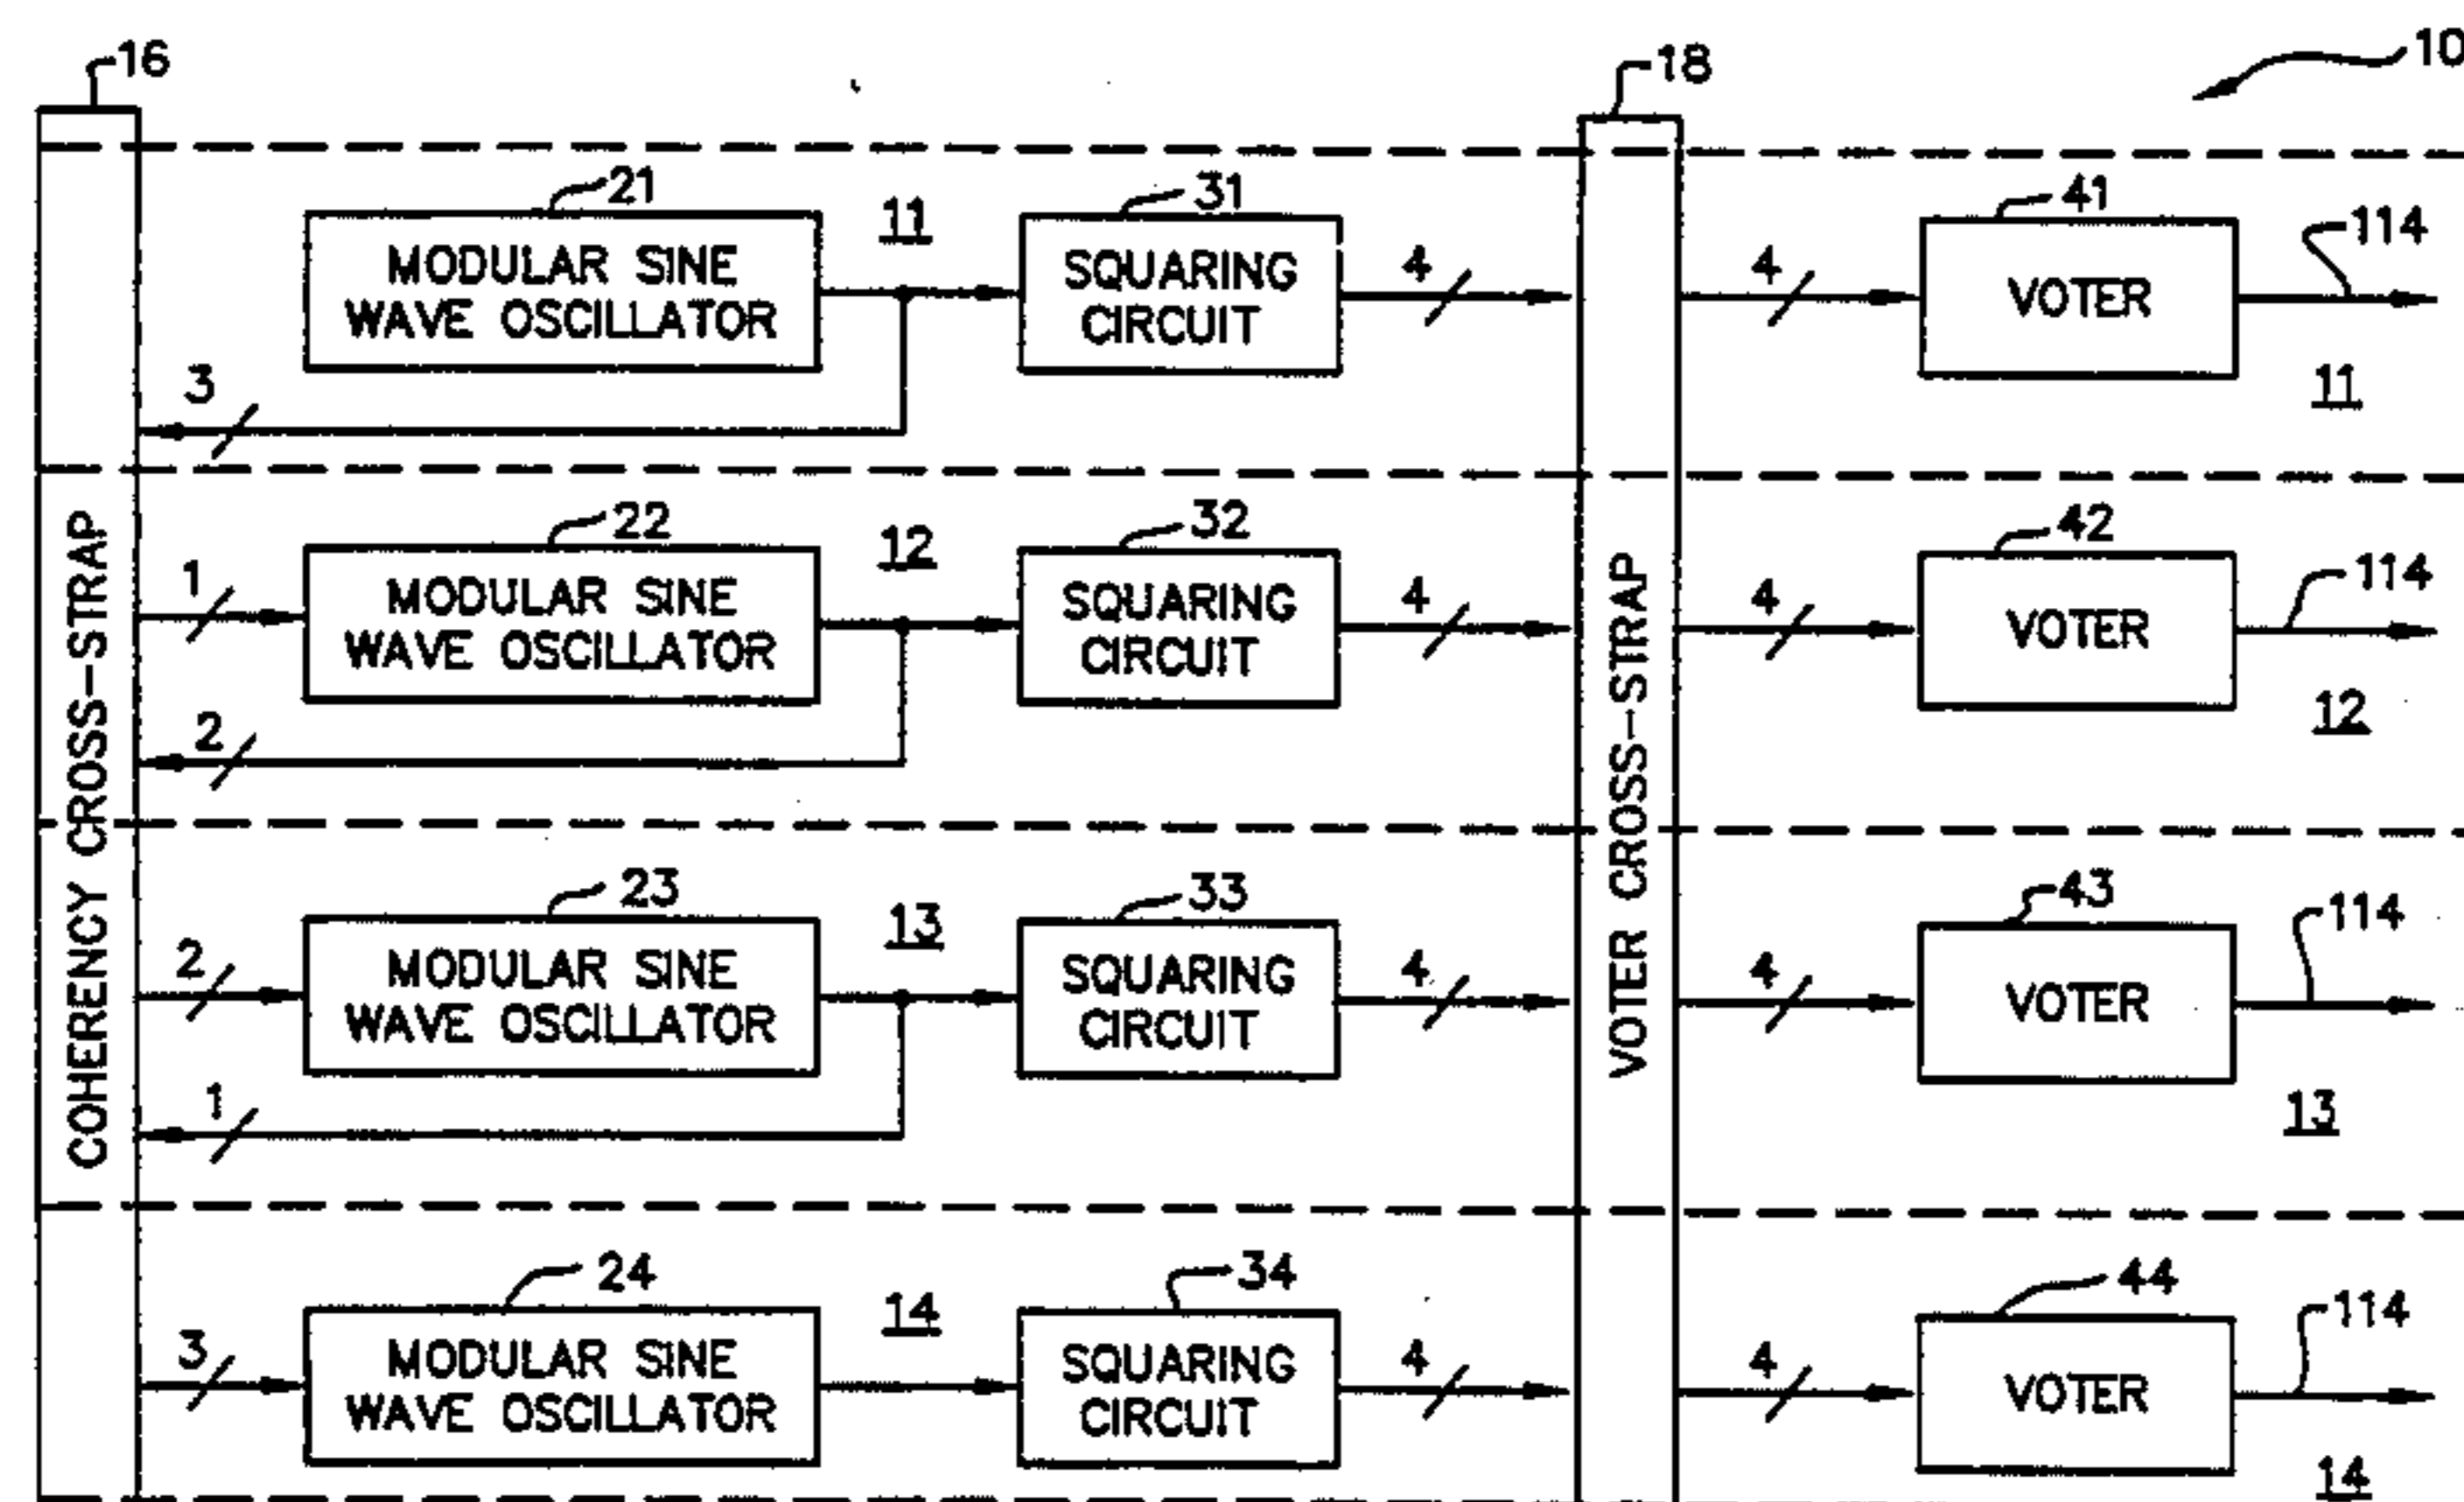 16
18
10
21
11
31
41
114
MODULAR SINE
WAVE OSCILLATOR
SQUARING
CIRCUIT
4
4
VOTER
3
11
22
12
32
42
114
1
MODULAR SINE
WAVE OSCILLATOR
SQUARING
CIRCUIT
4
4
VOTER
2
12
COHERENCY CROSS-STRAP
VOTER CROSS-STRAP
23
13
33
43
114
2
MODULAR SINE
WAVE OSCILLATOR
SQUARING
CIRCUIT
4
4
VOTER
1
13
24
14
34
44
114
3
MODULAR SINE
WAVE OSCILLATOR
SQUARING
CIRCUIT
4
4
VOTER
14